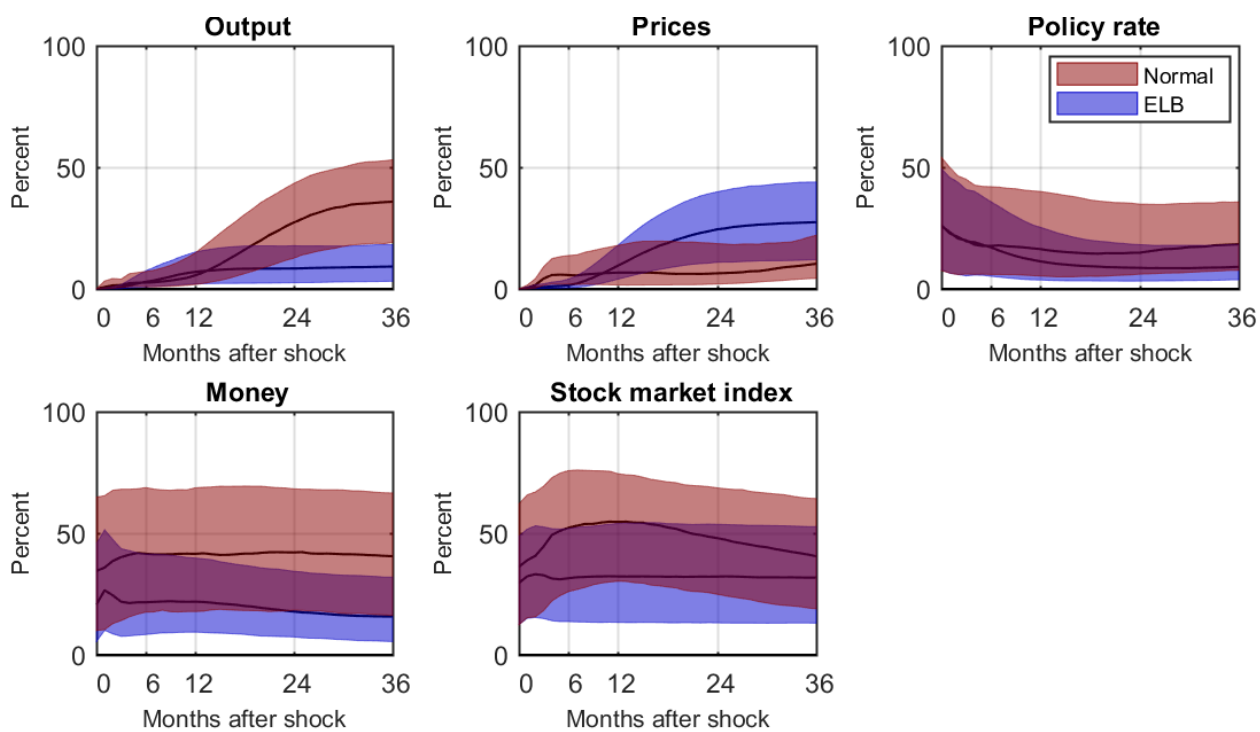 Output
Percent
100
50
0
0 6 12 24 36
Months after shock
Prices
Percent
100
50
0
0 6 12 24 36
Months after shock
Policy rate
Percent
100
50
0
0 6 12 24 36
Months after shock
Normal
ELB
Money
Percent
100
50
0
0 6 12 24 36
Months after shock
Stock market index
Percent
100
50
0
0 6 12 24 36
Months after shock